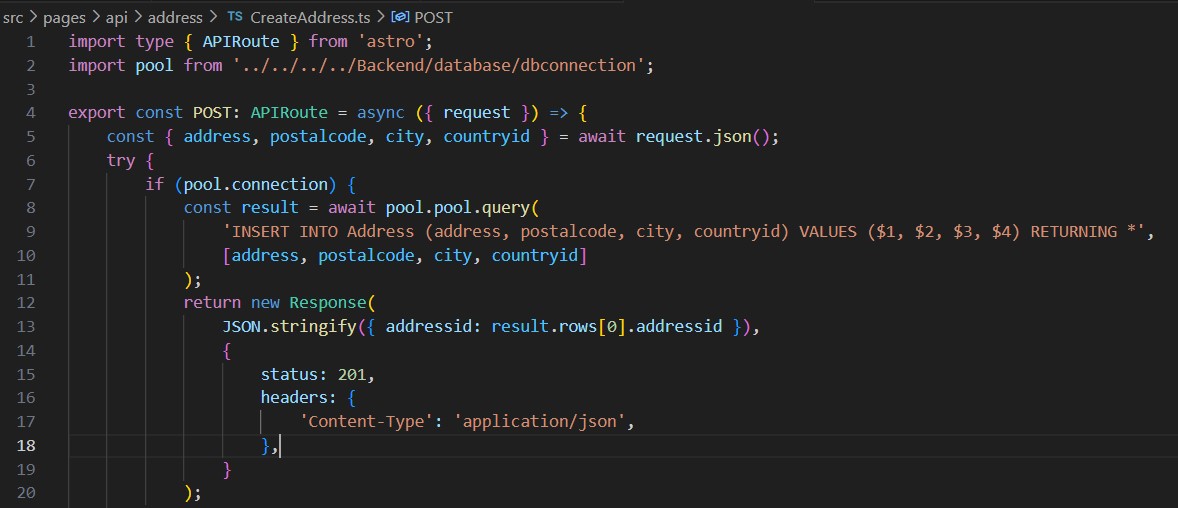 src > pages > api > address > TS CreateAddress.ts > POST
1 import type { APIRoute } from 'astro';
2 import pool from '../../../../Backend/database/dbconnection';
3
4 export const POST: APIRoute = async ({ request }) => {
5     const { address, postalcode, city, countryid } = await request.json();
6     try {
7         if (pool.connection) {
8             const result = await pool.pool.query(
9                 'INSERT INTO Address (address, postalcode, city, countryid) VALUES ($1, $2, $3, $4) RETURNING *',
10                 [address, postalcode, city, countryid]
11             );
12             return new Response(
13                 JSON.stringify({ addressid: result.rows[0].addressid }),
14                 {
15                     status: 201,
16                     headers: {
17                         'Content-Type': 'application/json',
18                     },
19                 }
20             );